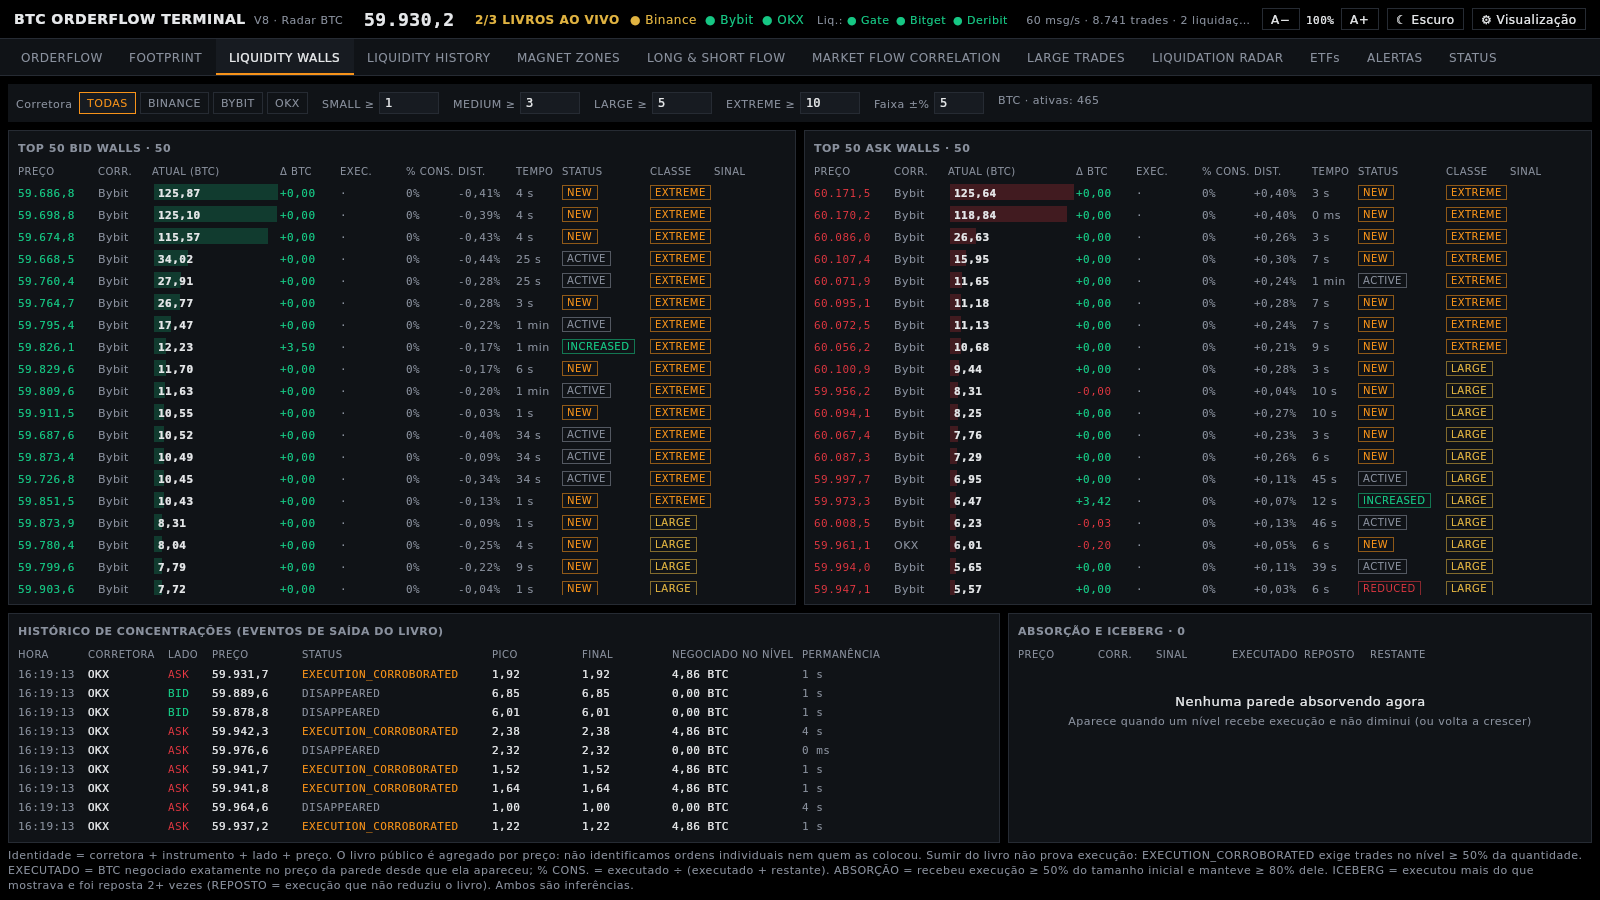 BTC ORDERFLOW TERMINAL V8 · Radar BTC 59.930,2 2/3 LIVROS AO VIVO ● Binance ● Bybit ● OKX Liq.: ● Gate ● Bitget ● Deribit 60 msg/s · 8.741 trades · 2 liquidaç… A− 100% A+ ☾ Escuro ⚙ Visualização
ORDERFLOW FOOTPRINT LIQUIDITY WALLS LIQUIDITY HISTORY MAGNET ZONES LONG & SHORT FLOW MARKET FLOW CORRELATION LARGE TRADES LIQUIDATION RADAR ETFs ALERTAS STATUS
Corretora TODAS BINANCE BYBIT OKX SMALL ≥ 1 MEDIUM ≥ 3 LARGE ≥ 5 EXTREME ≥ 10 Faixa ±% 5 BTC · ativas: 465
TOP 50 BID WALLS · 50
PREÇO CORR. ATUAL (BTC) Δ BTC EXEC. % CONS. DIST. TEMPO STATUS CLASSE SINAL
59.686,8 Bybit 125,87 +0,00 · 0% -0,41% 4 s NEW EXTREME
59.698,8 Bybit 125,10 +0,00 · 0% -0,39% 4 s NEW EXTREME
59.674,8 Bybit 115,57 +0,00 · 0% -0,43% 4 s NEW EXTREME
59.668,5 Bybit 34,02 +0,00 · 0% -0,44% 25 s ACTIVE EXTREME
59.760,4 Bybit 27,91 +0,00 · 0% -0,28% 25 s ACTIVE EXTREME
59.764,7 Bybit 26,77 +0,00 · 0% -0,28% 3 s NEW EXTREME
59.795,4 Bybit 17,47 +0,00 · 0% -0,22% 1 min ACTIVE EXTREME
59.826,1 Bybit 12,23 +3,50 · 0% -0,17% 1 min INCREASED EXTREME
59.829,6 Bybit 11,70 +0,00 · 0% -0,17% 6 s NEW EXTREME
59.809,6 Bybit 11,63 +0,00 · 0% -0,20% 1 min ACTIVE EXTREME
59.911,5 Bybit 10,55 +0,00 · 0% -0,03% 1 s NEW EXTREME
59.687,6 Bybit 10,52 +0,00 · 0% -0,40% 34 s ACTIVE EXTREME
59.873,4 Bybit 10,49 +0,00 · 0% -0,09% 34 s ACTIVE EXTREME
59.726,8 Bybit 10,45 +0,00 · 0% -0,34% 34 s ACTIVE EXTREME
59.851,5 Bybit 10,43 +0,00 · 0% -0,13% 1 s NEW EXTREME
59.873,9 Bybit 8,31 +0,00 · 0% -0,09% 1 s NEW LARGE
59.780,4 Bybit 8,04 +0,00 · 0% -0,25% 4 s NEW LARGE
59.799,6 Bybit 7,79 +0,00 · 0% -0,22% 9 s NEW LARGE
59.903,6 Bybit 7,72 +0,00 · 0% -0,04% 1 s NEW LARGE
TOP 50 ASK WALLS · 50
PREÇO CORR. ATUAL (BTC) Δ BTC EXEC. % CONS. DIST. TEMPO STATUS CLASSE SINAL
60.171,5 Bybit 125,64 +0,00 · 0% +0,40% 3 s NEW EXTREME
60.170,2 Bybit 118,84 +0,00 · 0% +0,40% 0 ms NEW EXTREME
60.086,0 Bybit 26,63 +0,00 · 0% +0,26% 3 s NEW EXTREME
60.107,4 Bybit 15,95 +0,00 · 0% +0,30% 7 s NEW EXTREME
60.071,9 Bybit 11,65 +0,00 · 0% +0,24% 1 min ACTIVE EXTREME
60.095,1 Bybit 11,18 +0,00 · 0% +0,28% 7 s NEW EXTREME
60.072,5 Bybit 11,13 +0,00 · 0% +0,24% 7 s NEW EXTREME
60.056,2 Bybit 10,68 +0,00 · 0% +0,21% 9 s NEW EXTREME
60.100,9 Bybit 9,44 +0,00 · 0% +0,28% 3 s NEW LARGE
59.956,2 Bybit 8,31 -0,00 · 0% +0,04% 10 s NEW LARGE
60.094,1 Bybit 8,25 +0,00 · 0% +0,27% 10 s NEW LARGE
60.067,4 Bybit 7,76 +0,00 · 0% +0,23% 3 s NEW LARGE
60.087,3 Bybit 7,29 +0,00 · 0% +0,26% 6 s NEW LARGE
59.997,7 Bybit 6,95 +0,00 · 0% +0,11% 45 s ACTIVE LARGE
59.973,3 Bybit 6,47 +3,42 · 0% +0,07% 12 s INCREASED LARGE
60.008,5 Bybit 6,23 -0,03 · 0% +0,13% 46 s ACTIVE LARGE
59.961,1 OKX 6,01 -0,20 · 0% +0,05% 6 s NEW LARGE
59.994,0 Bybit 5,65 +0,00 · 0% +0,11% 39 s ACTIVE LARGE
59.947,1 Bybit 5,57 +0,00 · 0% +0,03% 6 s REDUCED LARGE
HISTÓRICO DE CONCENTRAÇÕES (EVENTOS DE SAÍDA DO LIVRO)
HORA CORRETORA LADO PREÇO STATUS PICO FINAL NEGOCIADO NO NÍVEL PERMANÊNCIA
16:19:13 OKX ASK 59.931,7 EXECUTION_CORROBORATED 1,92 1,92 4,86 BTC 1 s
16:19:13 OKX BID 59.889,6 DISAPPEARED 6,85 6,85 0,00 BTC 1 s
16:19:13 OKX BID 59.878,8 DISAPPEARED 6,01 6,01 0,00 BTC 1 s
16:19:13 OKX ASK 59.942,3 EXECUTION_CORROBORATED 2,38 2,38 4,86 BTC 4 s
16:19:13 OKX ASK 59.976,6 DISAPPEARED 2,32 2,32 0,00 BTC 0 ms
16:19:13 OKX ASK 59.941,7 EXECUTION_CORROBORATED 1,52 1,52 4,86 BTC 1 s
16:19:13 OKX ASK 59.941,8 EXECUTION_CORROBORATED 1,64 1,64 4,86 BTC 1 s
16:19:13 OKX ASK 59.964,6 DISAPPEARED 1,00 1,00 0,00 BTC 4 s
16:19:13 OKX ASK 59.937,2 EXECUTION_CORROBORATED 1,22 1,22 4,86 BTC 1 s
ABSORÇÃO E ICEBERG · 0
PREÇO CORR. SINAL EXECUTADO REPOSTO RESTANTE
Nenhuma parede absorvendo agora
Aparece quando um nível recebe execução e não diminui (ou volta a crescer)
Identidade = corretora + instrumento + lado + preço. O livro público é agregado por preço: não identificamos ordens individuais nem quem as colocou. Sumir do livro não prova execução: EXECUTION_CORROBORATED exige trades no nível ≥ 50% da quantidade.
EXECUTADO = BTC negociado exatamente no preço da parede desde que ela apareceu; % CONS. = executado ÷ (executado + restante). ABSORÇÃO = recebeu execução ≥ 50% do tamanho inicial e manteve ≥ 80% dele. ICEBERG = executou mais do que
mostrava e foi reposta 2+ vezes (REPOSTO = execução que não reduziu o livro). Ambos são inferências.